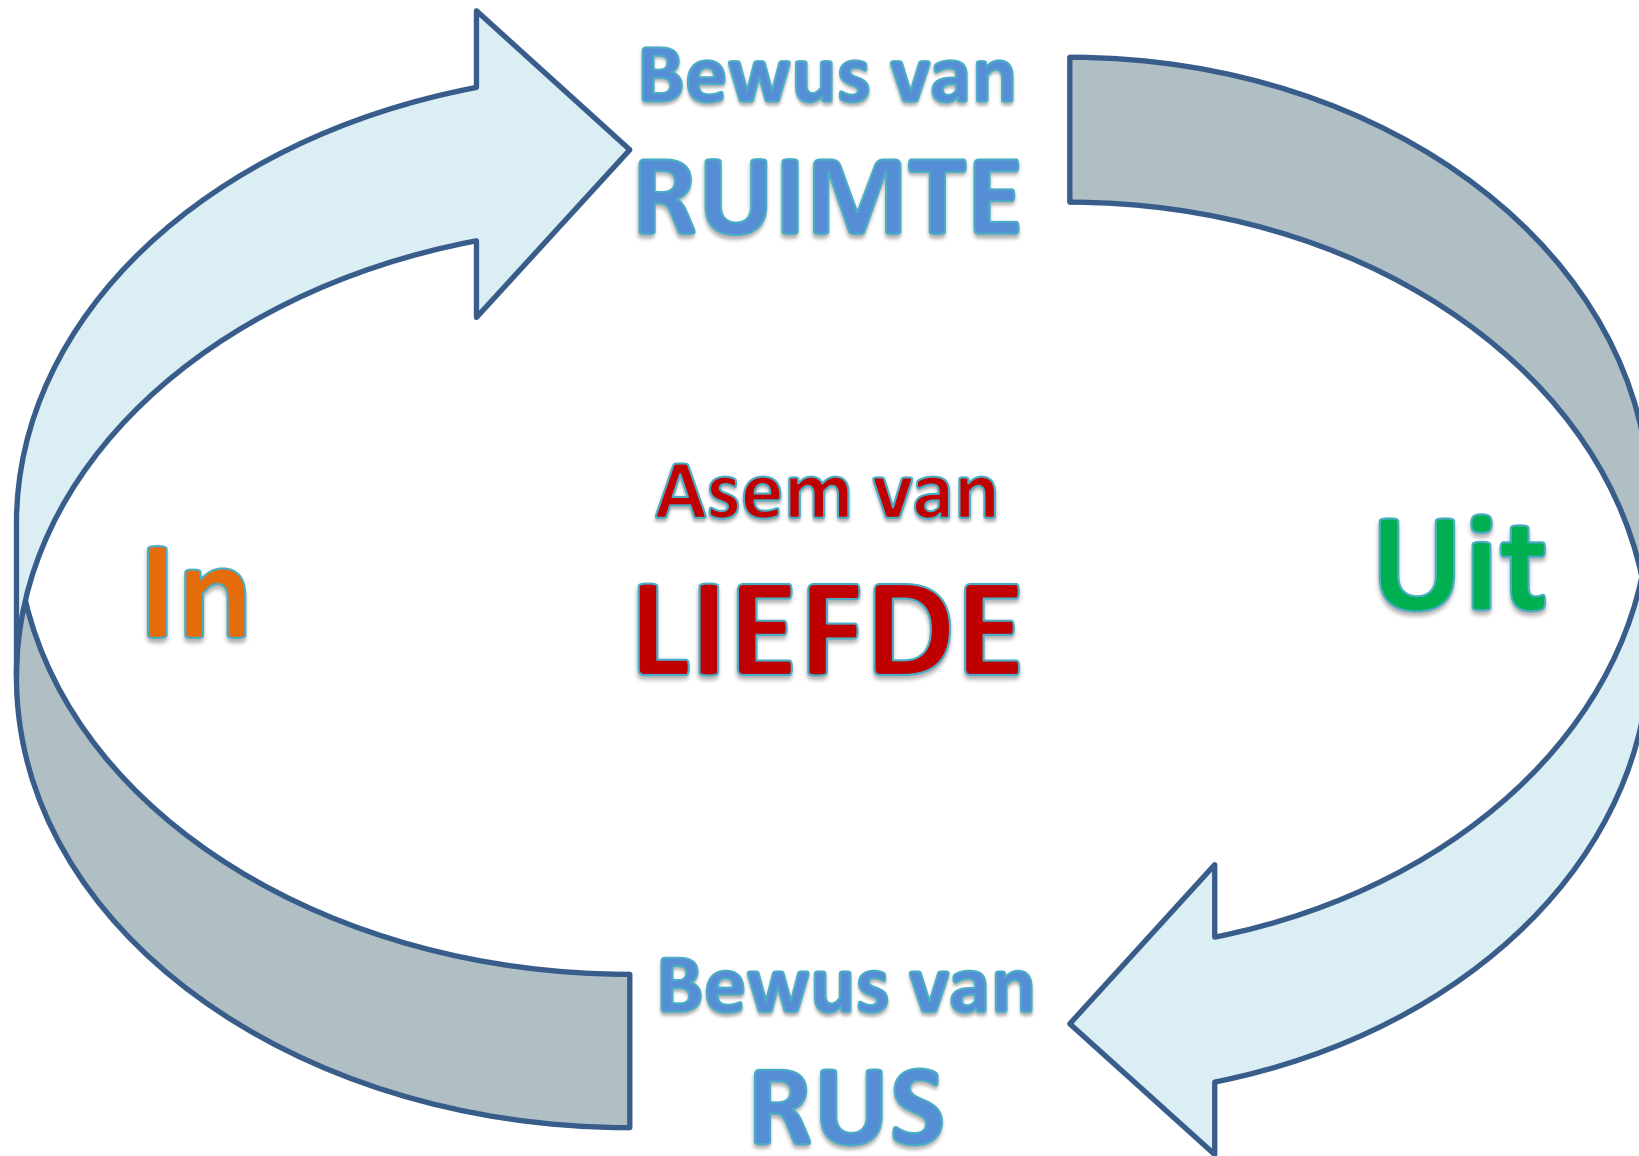 Bewus van
RUIMTE
Asem van
LIEFDE
In
Uit
Bewus van
RUS